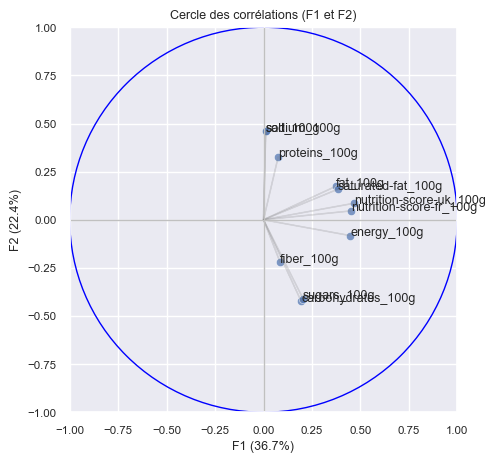 Cercle des corrélations (F1 et F2)
1.00
0.75
0.50
0.25
0.00
−0.25
−0.50
−0.75
−1.00
F2 (22.4%)
proteins_100g
fat_100g
saturated-fat_100g
nutrition-score-uk_100g
nutrition-score-fr_100g
energy_100g
fiber_100g
sugars_100g
carbohydrates_100g
−1.00 −0.75 −0.50 −0.25 0.00 0.25 0.50 0.75 1.00
F1 (36.7%)